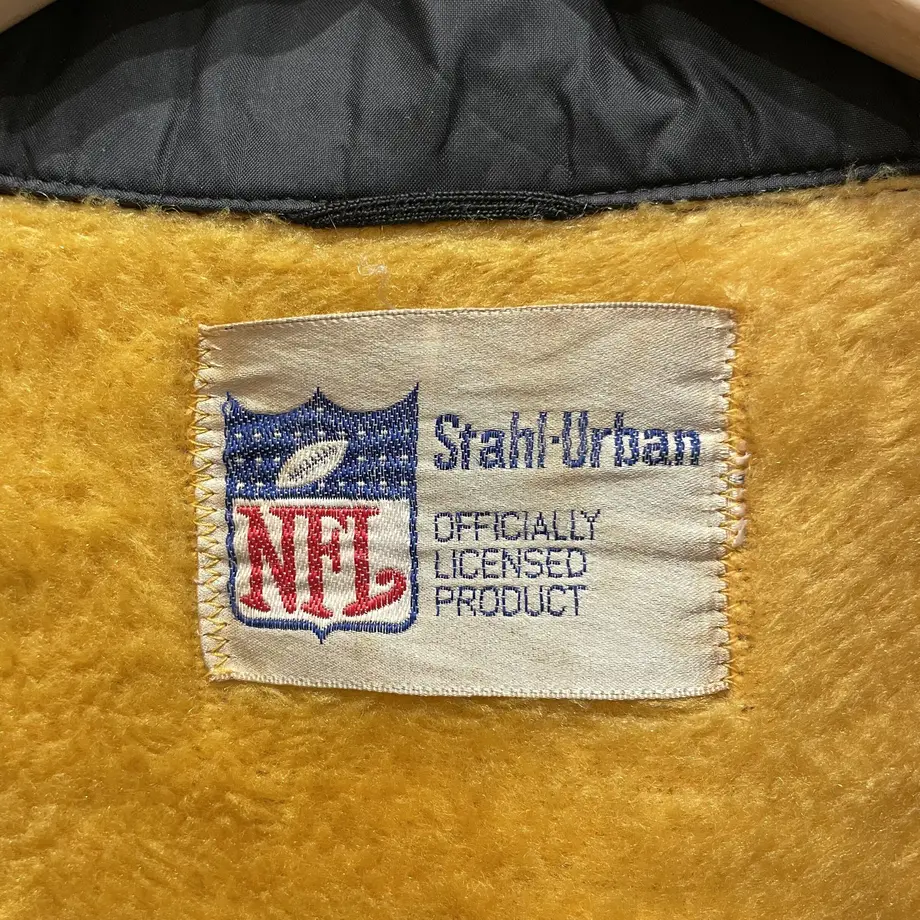 Stahl-Urban
NFL
OFFICIALLY
LICENSED
PRODUCT